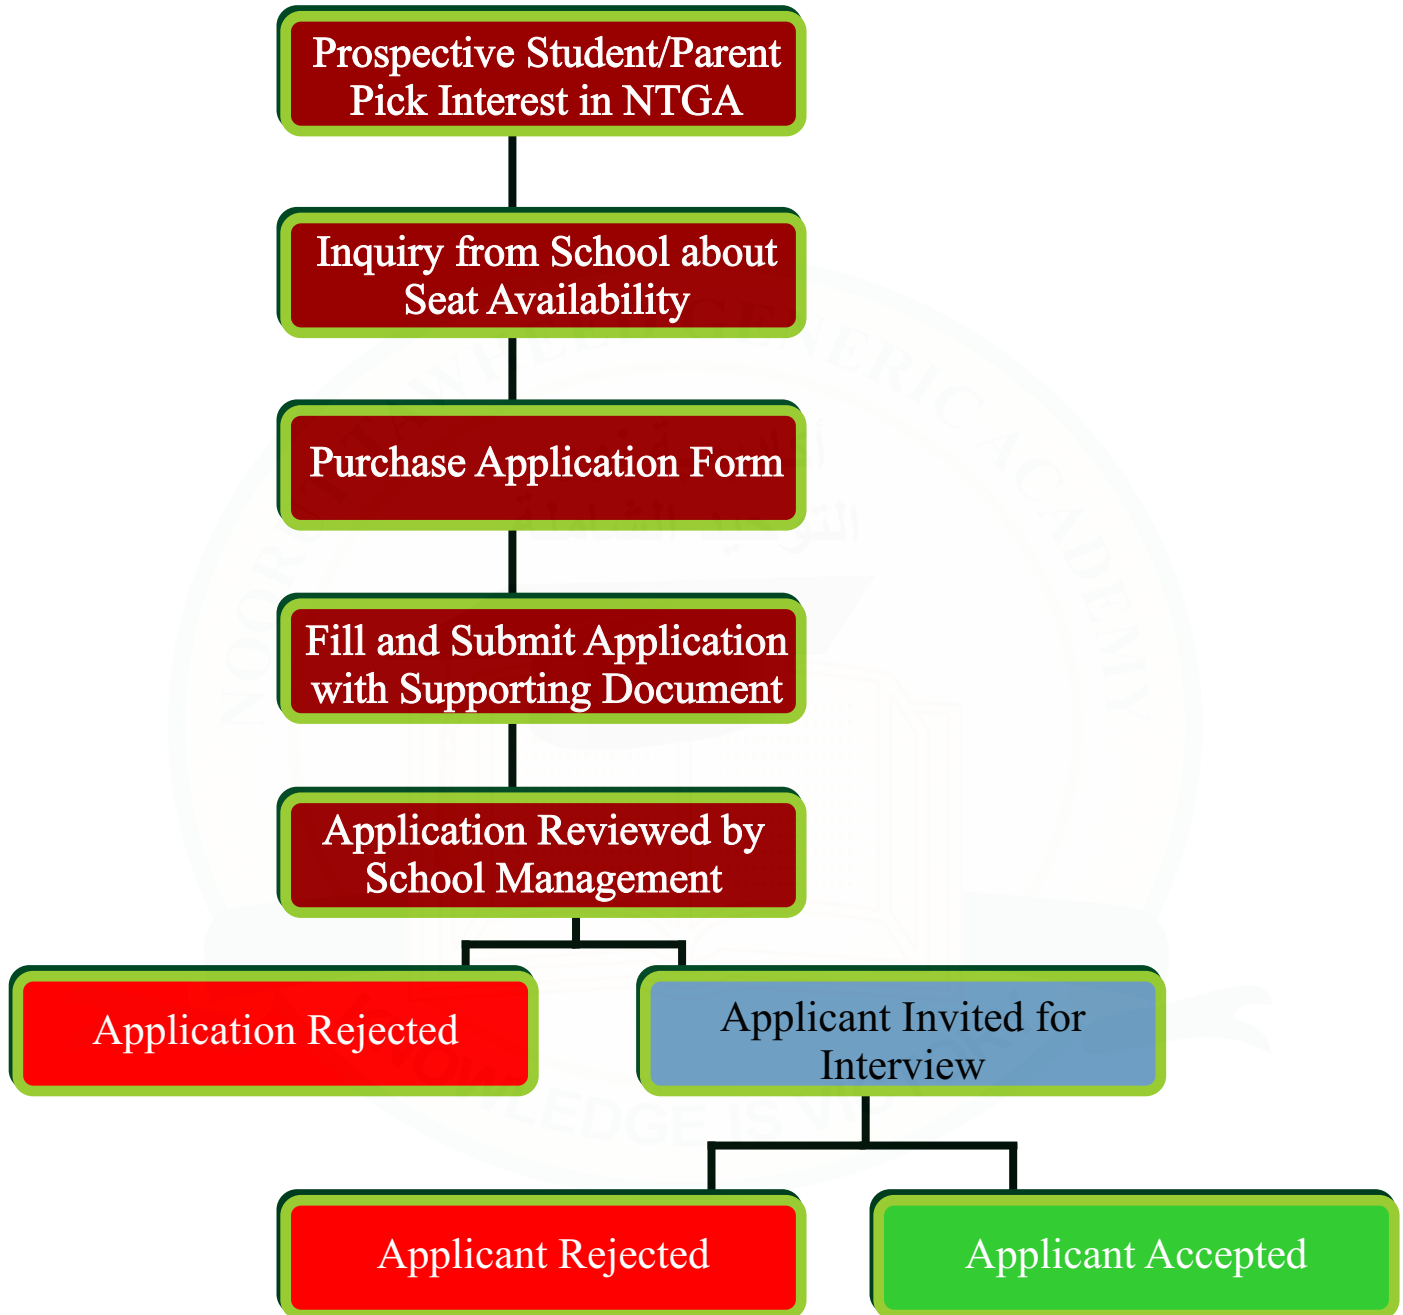 Prospective Student/Parent
Pick Interest in NTGA
Inquiry from School about
Seat Availability
Purchase Application Form
Fill and Submit Application
with Supporting Document
Application Reviewed by
School Management
Application Rejected
Applicant Invited for
Interview
Applicant Rejected
Applicant Accepted